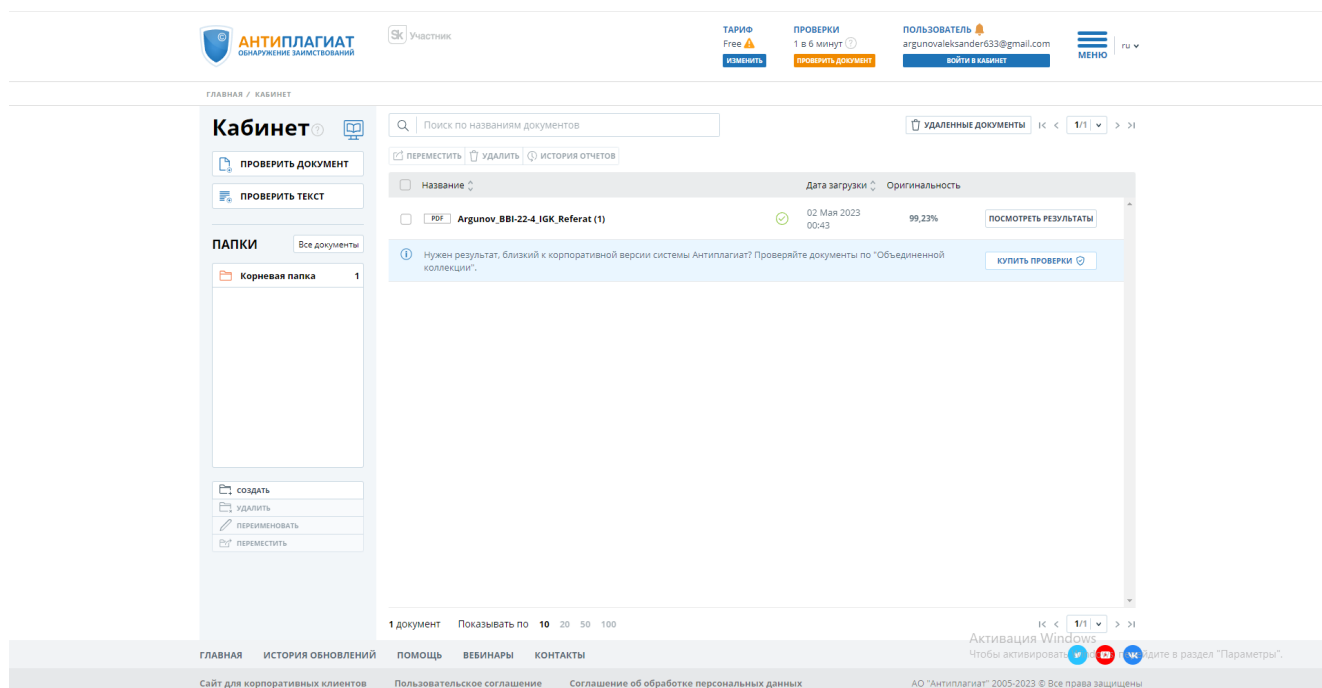 АНТИПЛАГИАТ
ОБНАРУЖЕНИЕ ЗАИМСТВОВАНИЙ
Sk Участник
ТАРИФ
Free
ИЗМЕНИТЬ
ПРОВЕРКИ
1 в 6 минут
ПРОВЕРИТЬ ДОКУМЕНТ
ПОЛЬЗОВАТЕЛЬ
argunovaleksander633@gmail.com
ВОЙТИ В КАБИНЕТ
МЕНЮ
ru
ГЛАВНАЯ / КАБИНЕТ
Кабинет
ПРОВЕРИТЬ ДОКУМЕНТ
ПРОВЕРИТЬ ТЕКСТ
ПАПКИ
Все документы
Корневая папка 1
СОЗДАТЬ
УДАЛИТЬ
ПЕРЕИМЕНОВАТЬ
ПЕРЕМЕСТИТЬ
Поиск по названиям документов
УДАЛЕННЫЕ ДОКУМЕНТЫ
1/1
ПЕРЕМЕСТИТЬ УДАЛИТЬ ИСТОРИЯ ОТЧЕТОВ
Название Дата загрузки Оригинальность
PDF Argunov_BBI-22-4_IGK_Referat (1)
02 Мая 2023
00:43
99,23%
ПОСМОТРЕТЬ РЕЗУЛЬТАТЫ
Нужен результат, близкий к корпоративной версии системы Антиплагиат? Проверяйте документы по "Объединенной
коллекции".
КУПИТЬ ПРОВЕРКИ
1 документ Показывать по 10 20 50 100
1/1
Активация Windows
Чтобы активировать
йдите в раздел "Параметры".
ГЛАВНАЯ ИСТОРИЯ ОБНОВЛЕНИЙ ПОМОЩЬ ВЕБИНАРЫ КОНТАКТЫ
Сайт для корпоративных клиентов Пользовательское соглашение Соглашение об обработке персональных данных
АО "Антиплагиат" 2005-2023 © Все права защищены